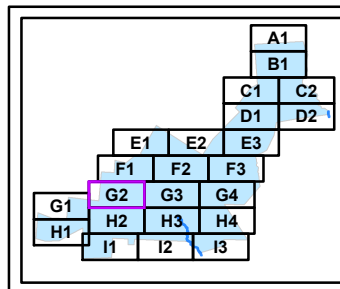 A1
B1
C1 C2
D1 D2
E1 E2 E3
F1 F2 F3
G1 G2 G3 G4
H1 H2 H3 H4
I1 I2 I3